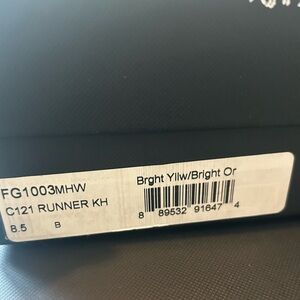 FG1003MHW
Brght Yllw/Bright Or
C121 RUNNER KH
8.5 B
8 89532 91647 4